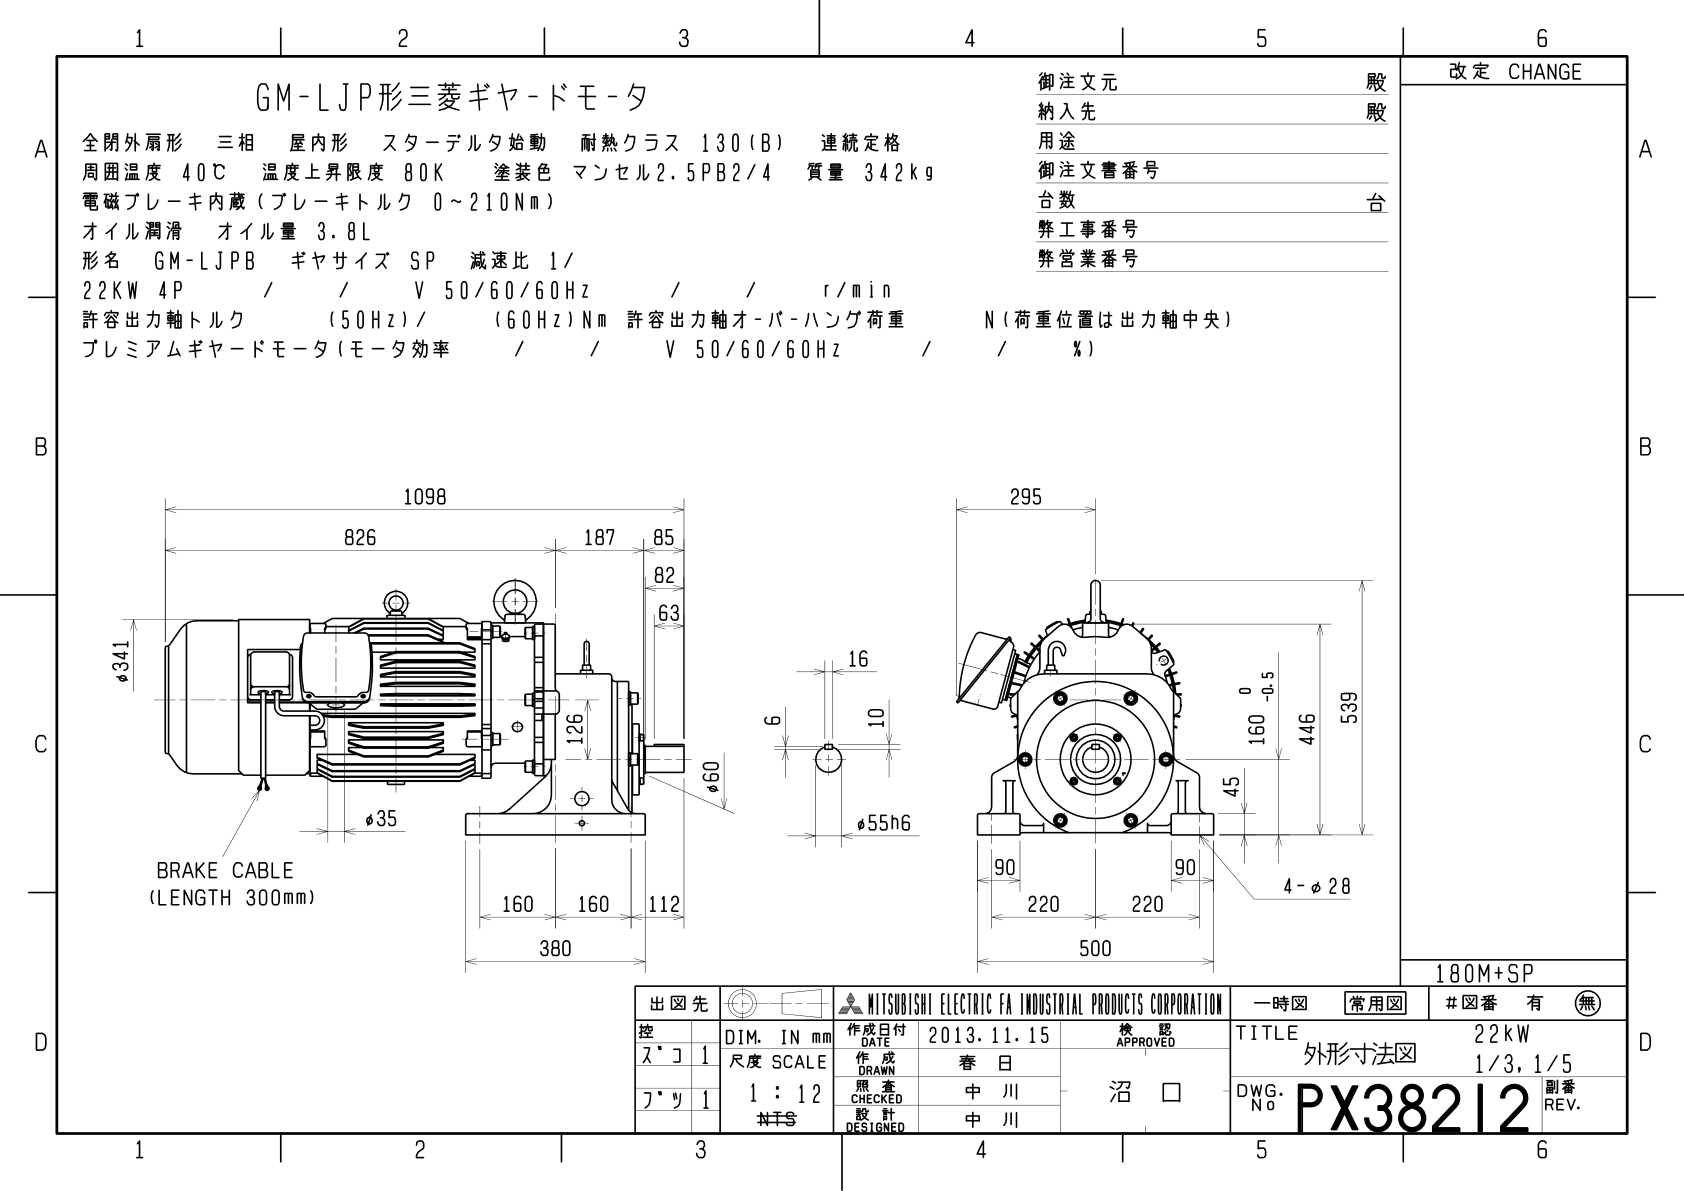 1 2 3 4 5 6
改定 CHANGE
GM-LJP形三菱ギヤードモータ
全閉外扇形 三相 屋内形 スターデルタ始動 耐熱クラス 130(B) 連続定格
周囲温度 40℃ 温度上昇限度 80K 塗装色 マンセル2.5PB2/4 質量 342kg
電磁ブレーキ内蔵(ブレーキトルク 0~210Nm)
オイル潤滑 オイル量 3.8L
形名 GM-LJPB ギヤサイズ SP 減速比 1/
22KW 4P / / V 50/60/60Hz / / r/min
許容出力軸トルク (50Hz)/ (60Hz)Nm 許容出力軸オーバーハング荷重 N(荷重位置は出力軸中央)
プレミアムギヤードモータ(モータ効率 / / V 50/60/60Hz / / %)
御注文元 殿
納入先 殿
用途
御注文書番号
台数 台
弊工事番号
弊営業番号
A A
B B
C C
D D
1098
826 187 85
82
63
φ341
126
φ60
φ35
BRAKE CABLE
(LENGTH 300mm)
160 160 112
380
16
6
10
φ55h6
295
0
160 -0.5
446
539
45
90 90
4-φ28
220 220
500
180M+SP
出図先
MITSUBISHI ELECTRIC FA INDUSTRIAL PRODUCTS CORPORATION
一時図 常用図 #図番 有 無
控
ズコ 1
ブツ 1
DIM. IN mm
尺度 SCALE
1 : 12
NTS
作成日付 DATE 2013.11.15
作成 DRAWN 春日
照査 CHECKED 中川
設計 DESIGNED 中川
検認 APPROVED
沼口
TITLE 22kW
外形寸法図 1/3,1/5
DWG. No PX38212 副番 REV.
1 2 3 4 5 6